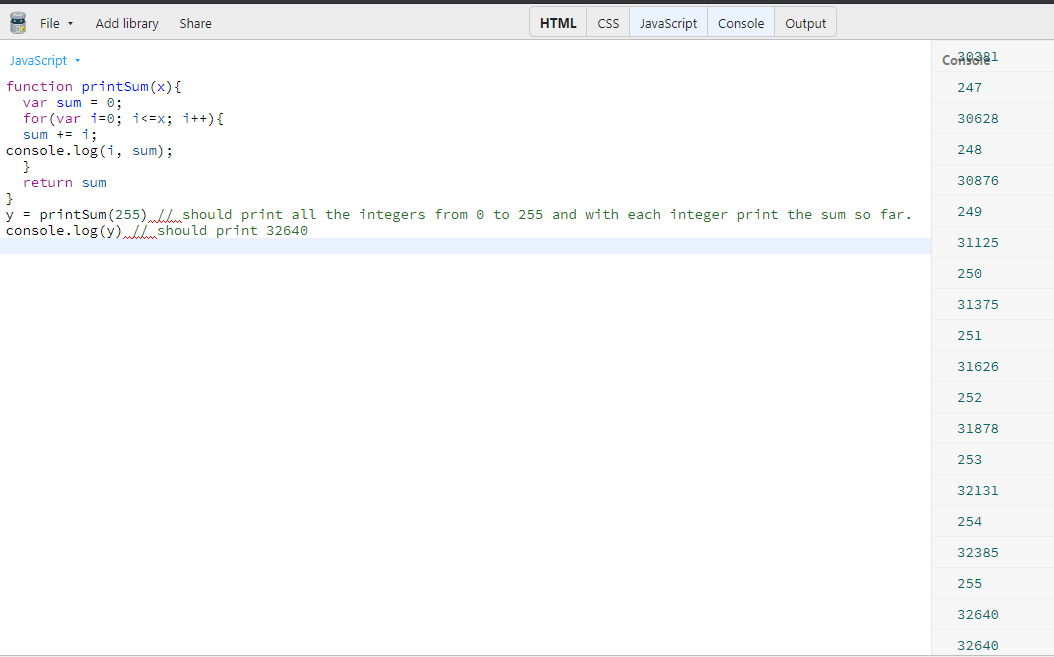 File Add library Share HTML CSS JavaScript Console Output
JavaScript
function printSum(x){
  var sum = 0;
  for(var i=0; i<=x; i++){
  sum += i;
console.log(i, sum);
  }
  return sum
}
y = printSum(255) // should print all the integers from 0 to 255 and with each integer print the sum so far.
console.log(y) // should print 32640
Console
30381
247
30628
248
30876
249
31125
250
31375
251
31626
252
31878
253
32131
254
32385
255
32640
32640